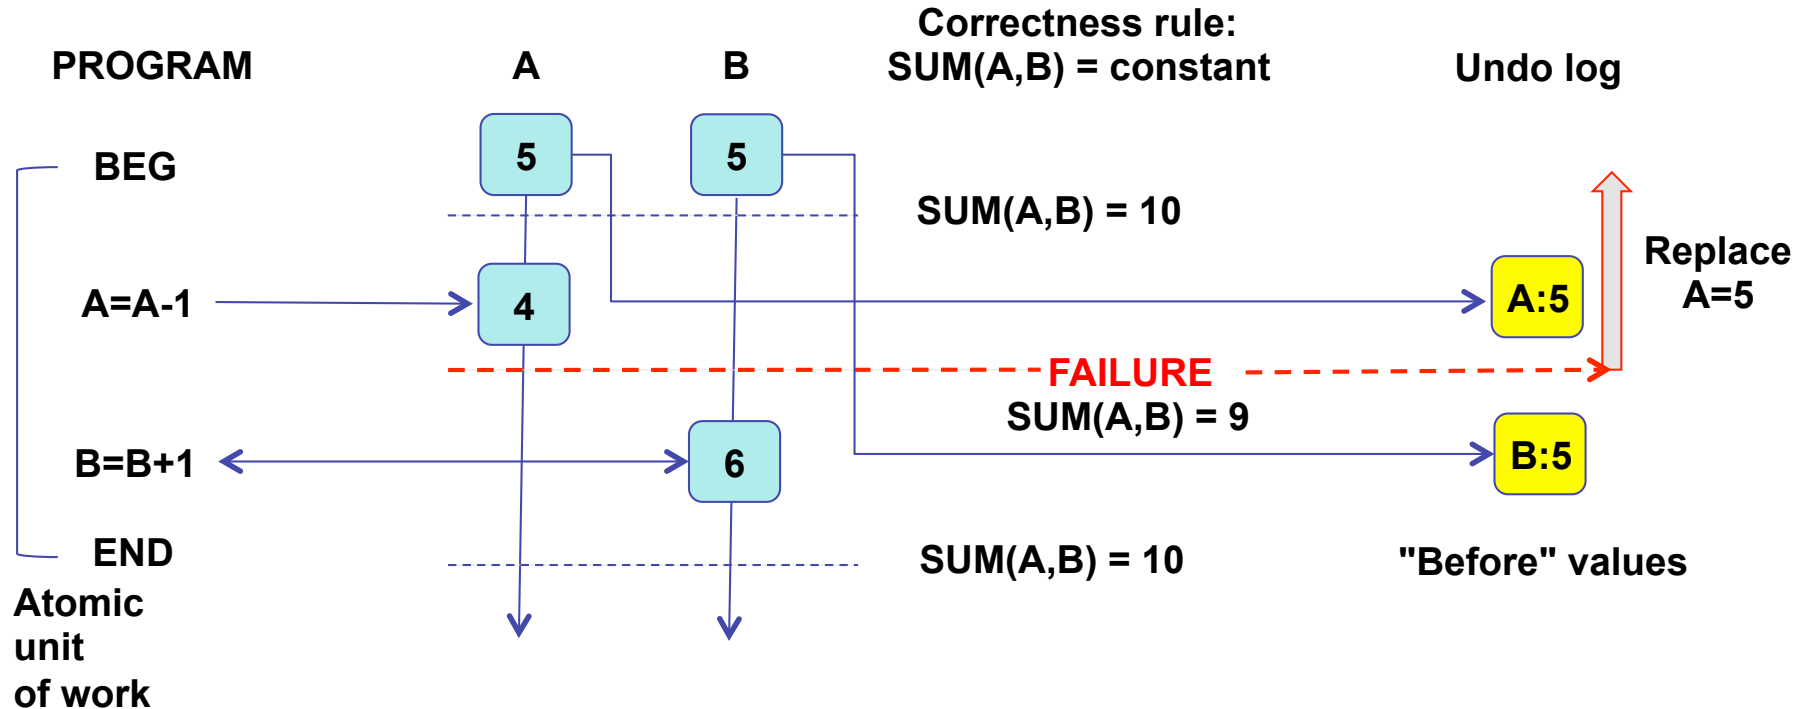 Correctness rule:
PROGRAM A B SUM(A,B) = constant Undo log
BEG 5 5
SUM(A,B) = 10
A=A-1 4 A:5 Replace
A=5
FAILURE
SUM(A,B) = 9
B=B+1 6 B:5
END SUM(A,B) = 10 "Before" values
Atomic
unit
of work